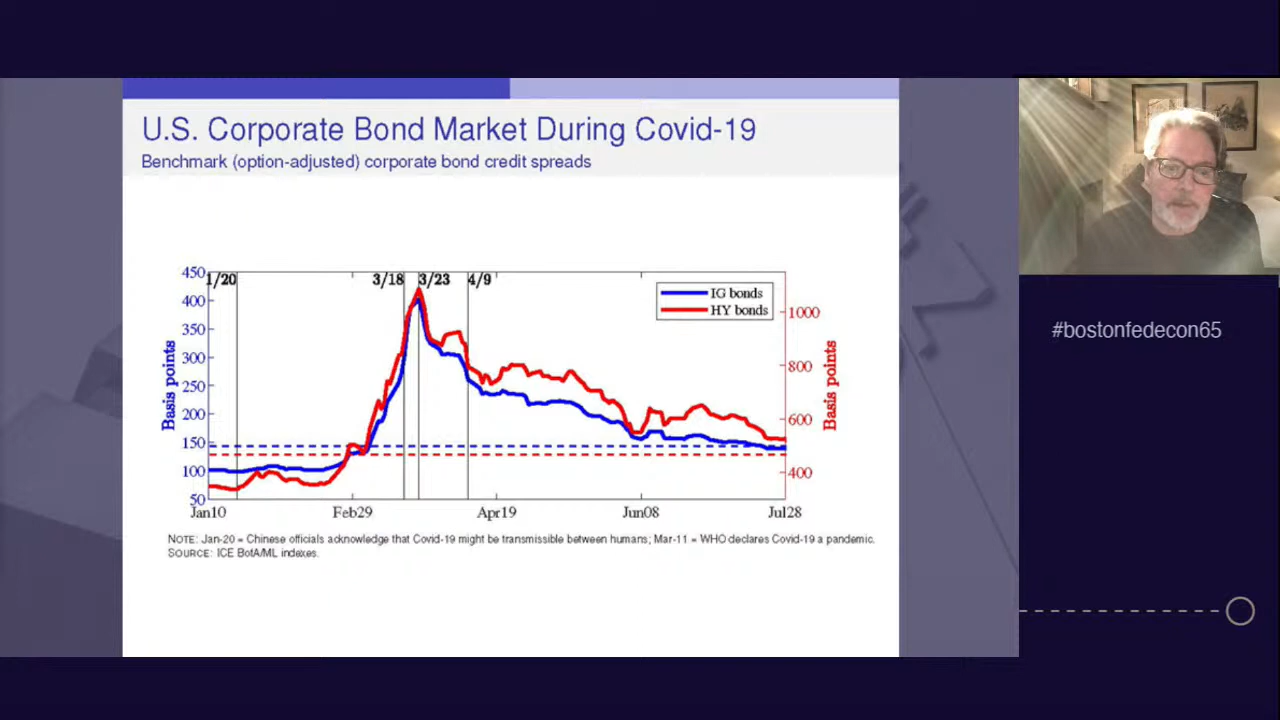 U.S. Corporate Bond Market During Covid-19
Benchmark (option-adjusted) corporate bond credit spreads
1/20
3/18
3/23
4/9
IG bonds
HY bonds
450
400
350
300
250
200
150
100
50
Basis points
1000
800
600
400
Basis points
Jan10
Feb29
Apr19
Jun08
Jul28
NOTE: Jan-20 = Chinese officials acknowledge that Covid-19 might be transmissible between humans; Mar-11 = WHO declares Covid-19 a pandemic.
SOURCE: ICE BofA/ML indexes.
#bostonfedecon65